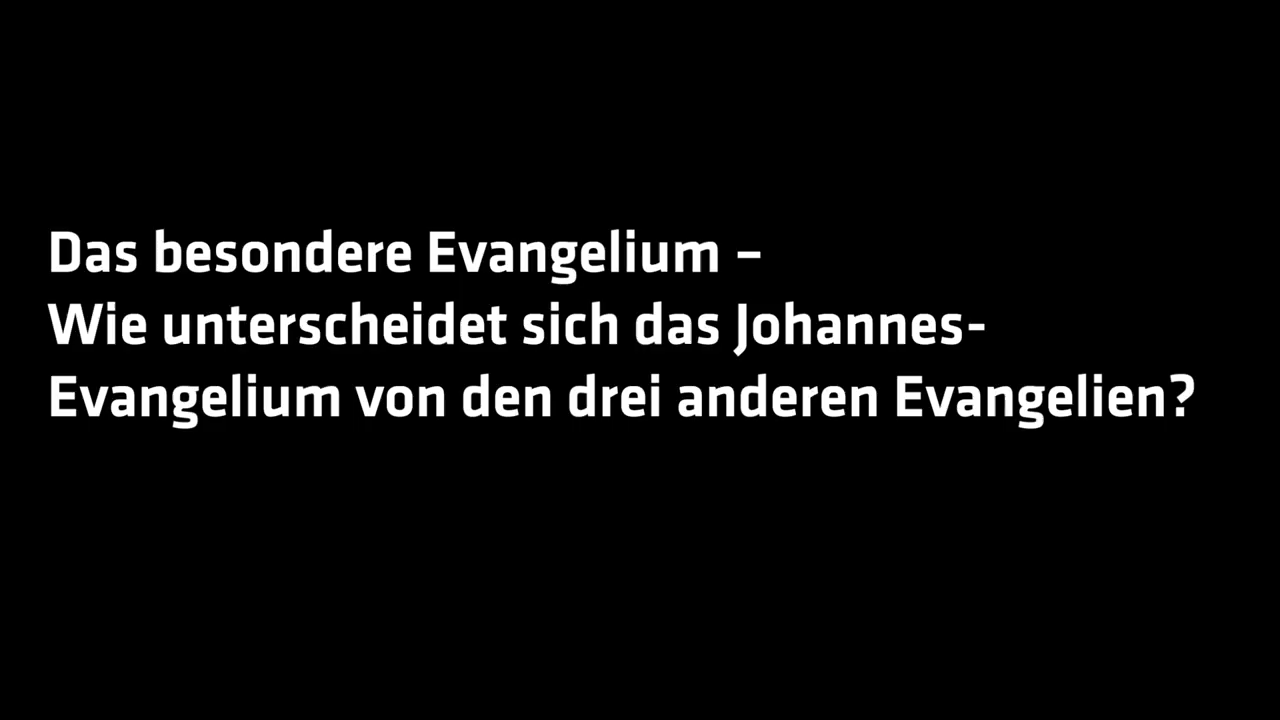 Das besondere Evangelium –
Wie unterscheidet sich das Johannes-
Evangelium von den drei anderen Evangelien?